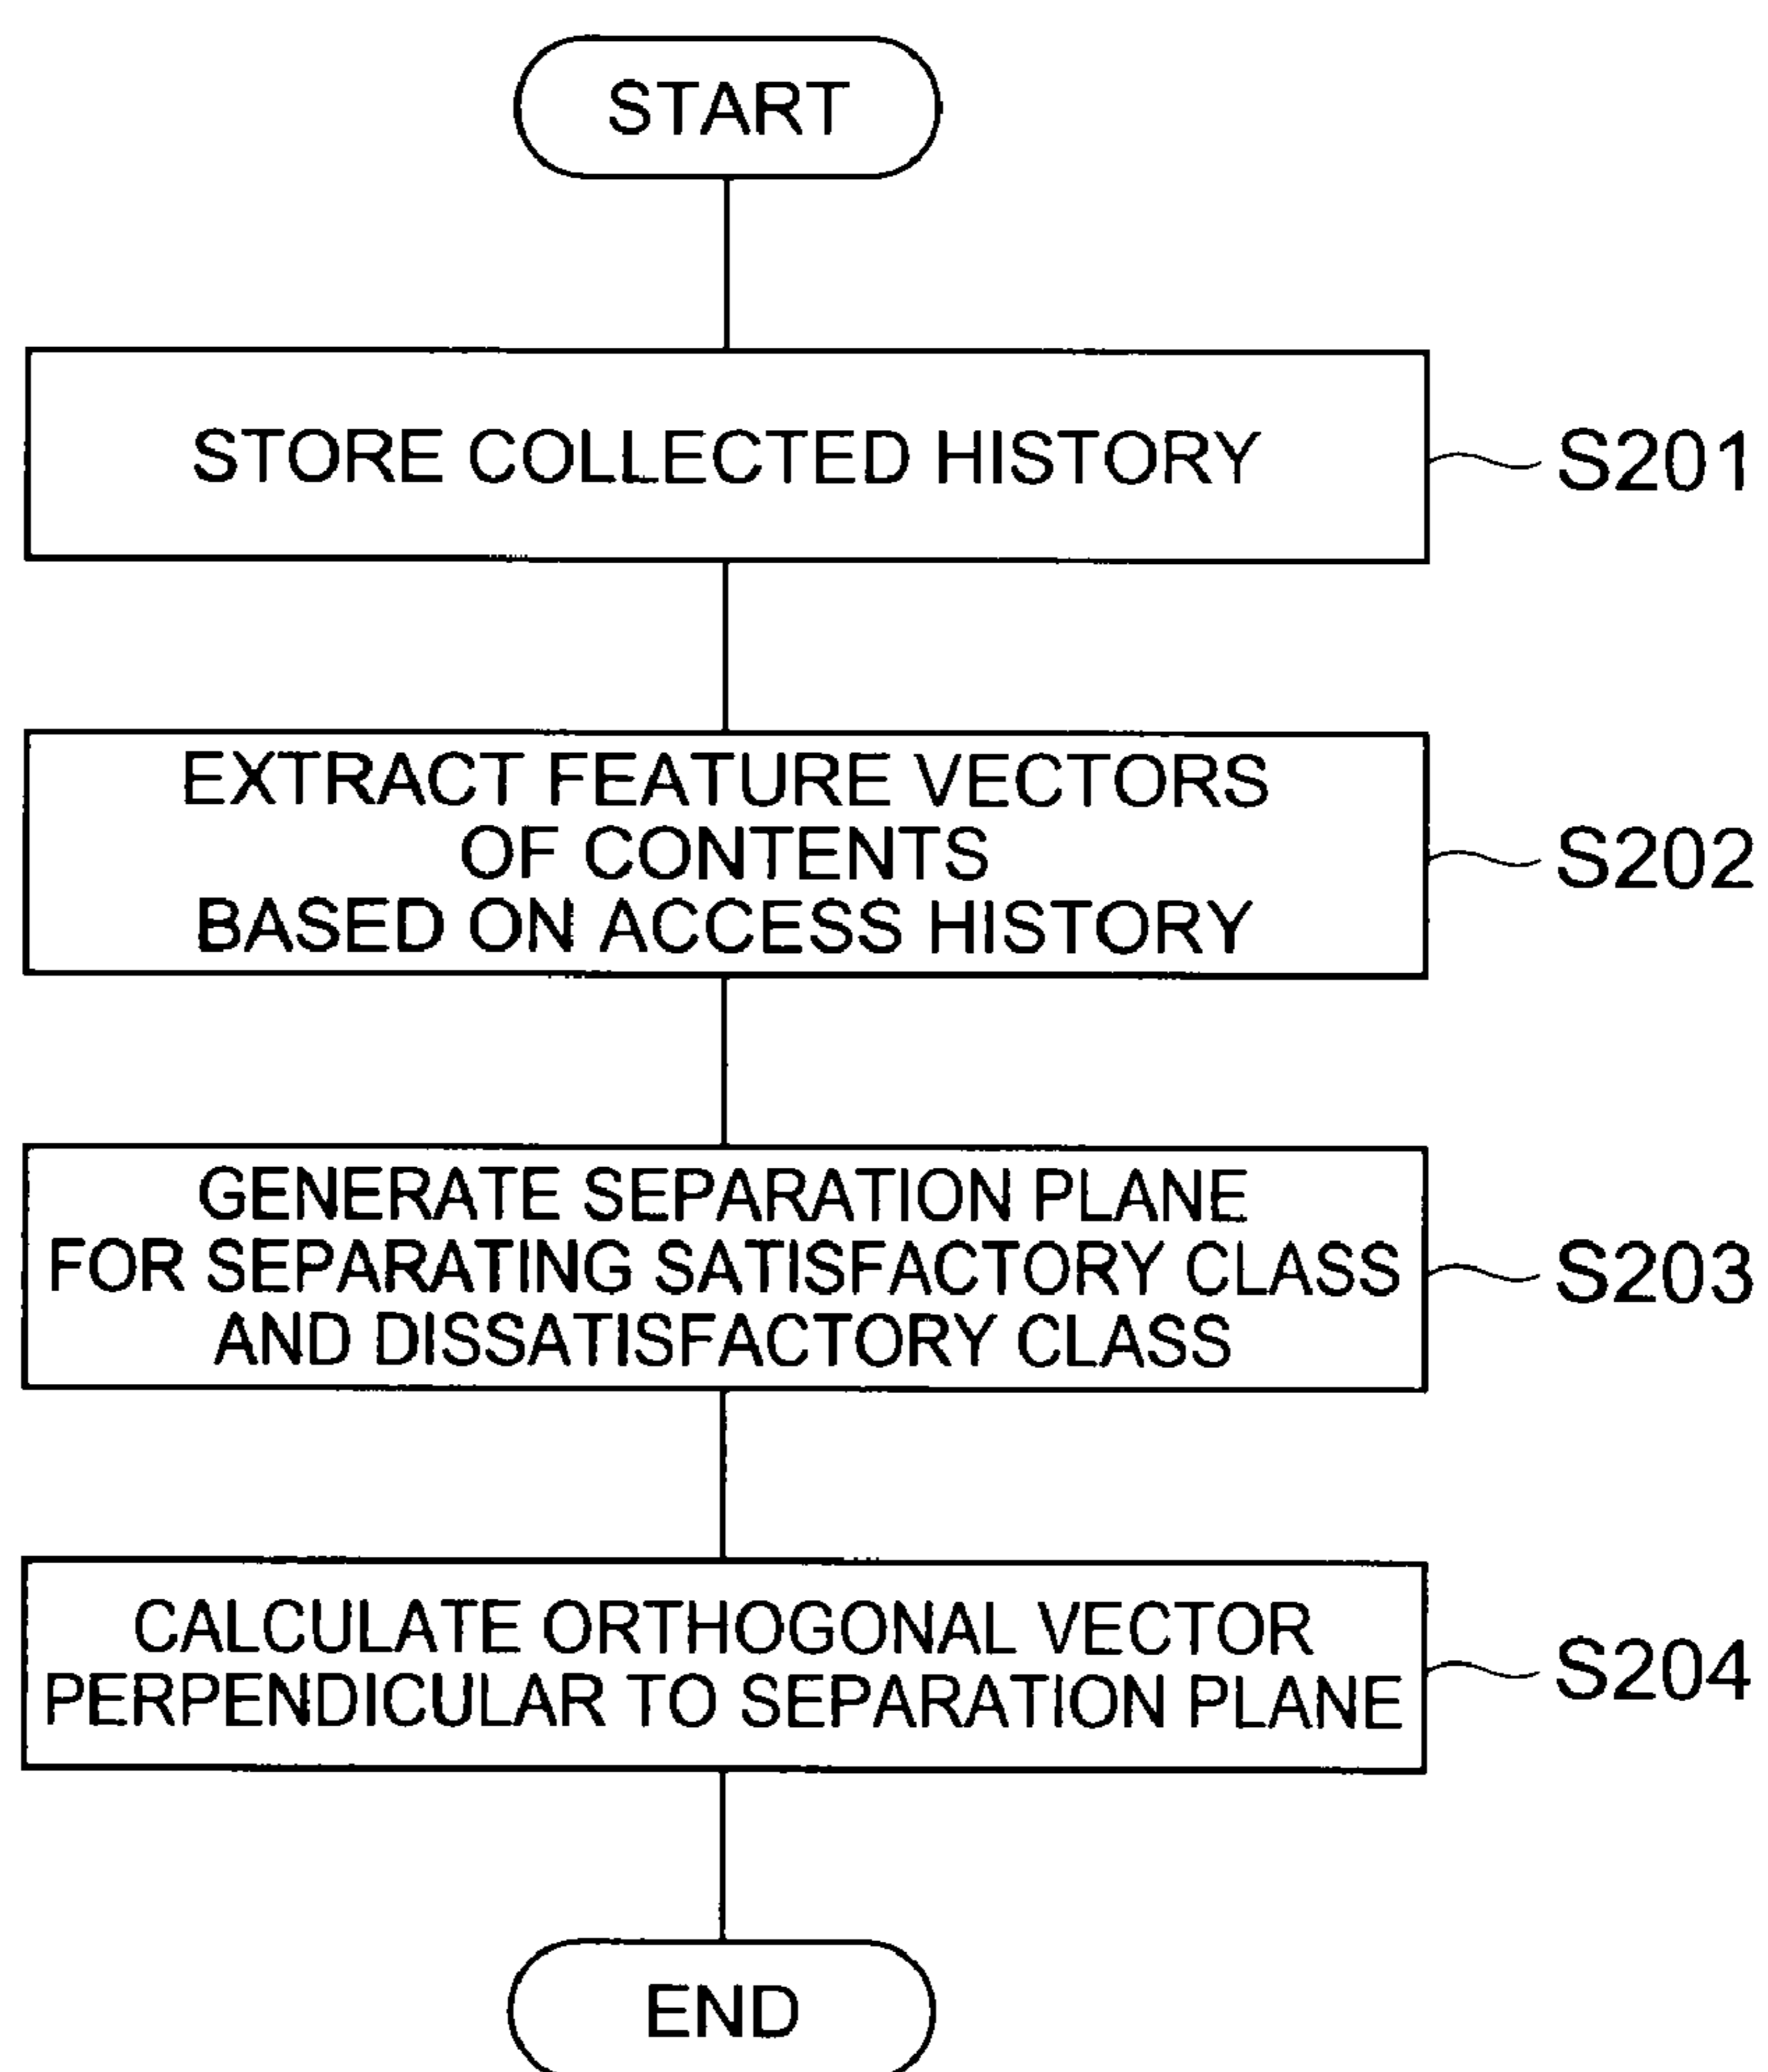 START
STORE COLLECTED HISTORY
S201
EXTRACT FEATURE VECTORS
OF CONTENTS
BASED ON ACCESS HISTORY
S202
GENERATE SEPARATION PLANE
FOR SEPARATING SATISFACTORY CLASS
AND DISSATISFACTORY CLASS
S203
CALCULATE ORTHOGONAL VECTOR
PERPENDICULAR TO SEPARATION PLANE
S204
END